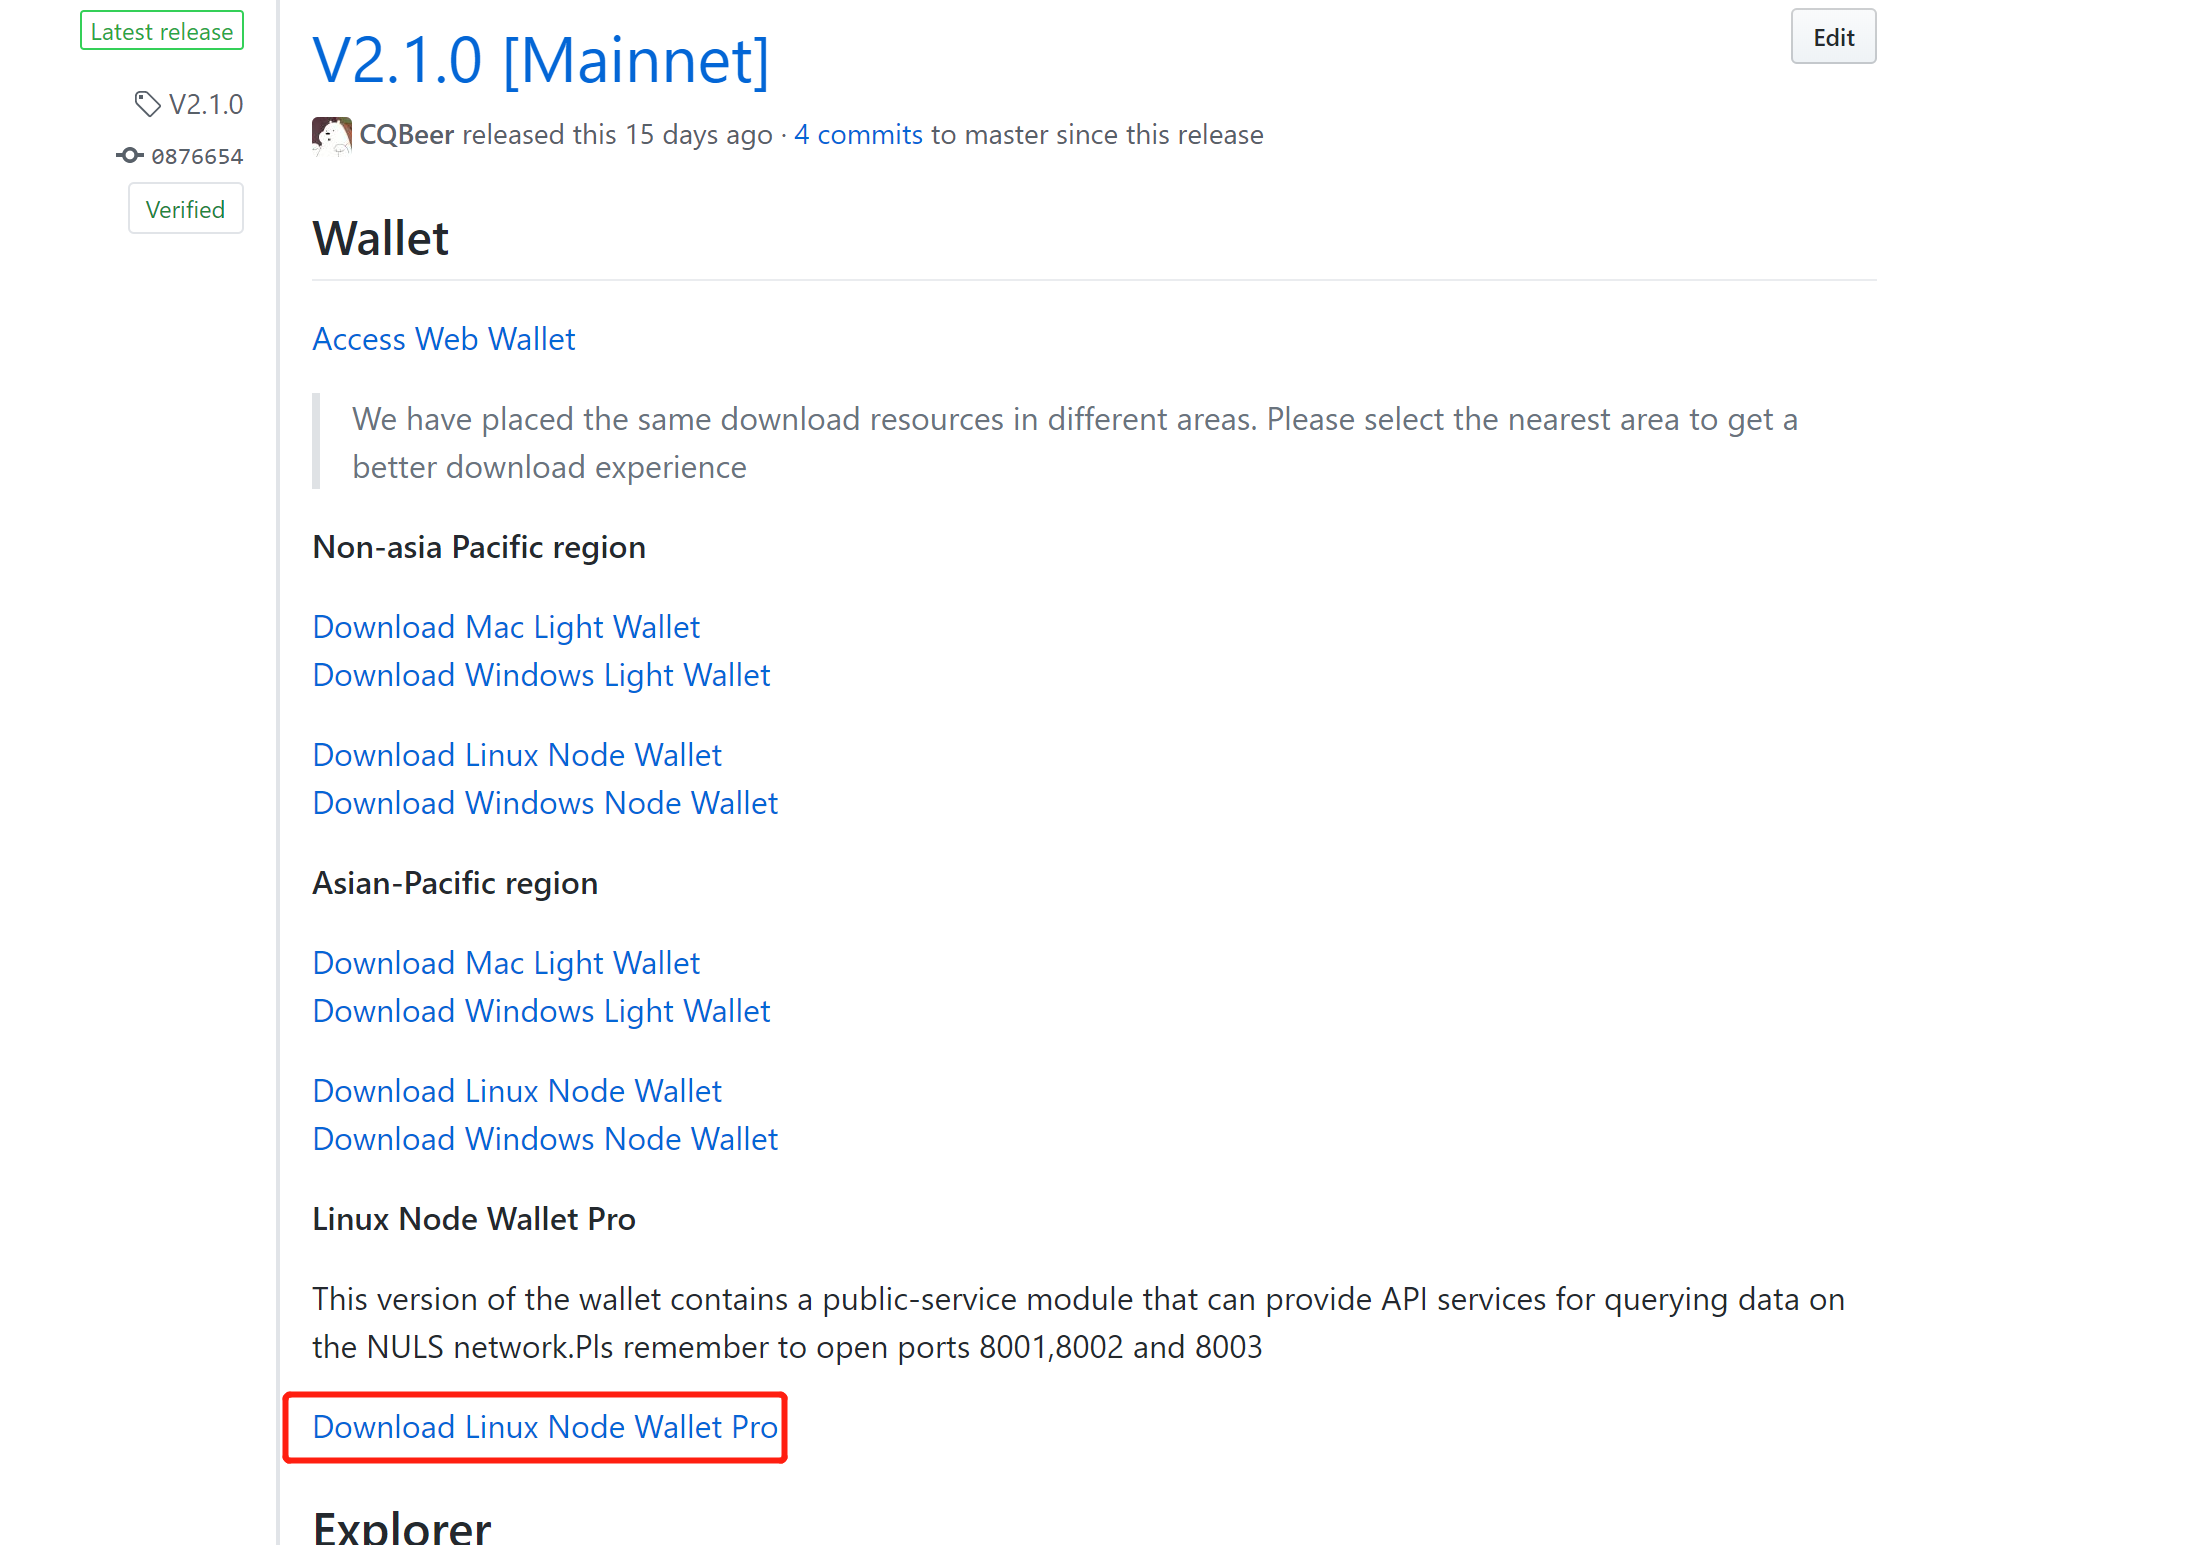 Latest release
V2.1.0
0876654
Verified
V2.1.0 [Mainnet]
Edit
CQBeer released this 15 days ago · 4 commits to master since this release
Wallet
Access Web Wallet
We have placed the same download resources in different areas. Please select the nearest area to get a
better download experience
Non-asia Pacific region
Download Mac Light Wallet
Download Windows Light Wallet
Download Linux Node Wallet
Download Windows Node Wallet
Asian-Pacific region
Download Mac Light Wallet
Download Windows Light Wallet
Download Linux Node Wallet
Download Windows Node Wallet
Linux Node Wallet Pro
This version of the wallet contains a public-service module that can provide API services for querying data on
the NULS network.Pls remember to open ports 8001,8002 and 8003
Download Linux Node Wallet Pro
Explorer